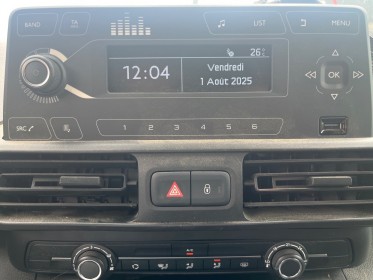 BAND
TA
LIST
MENU
26°
12:04
Vendredi
1 Août 2025
OK
SRC
1 2 3 4 5 6